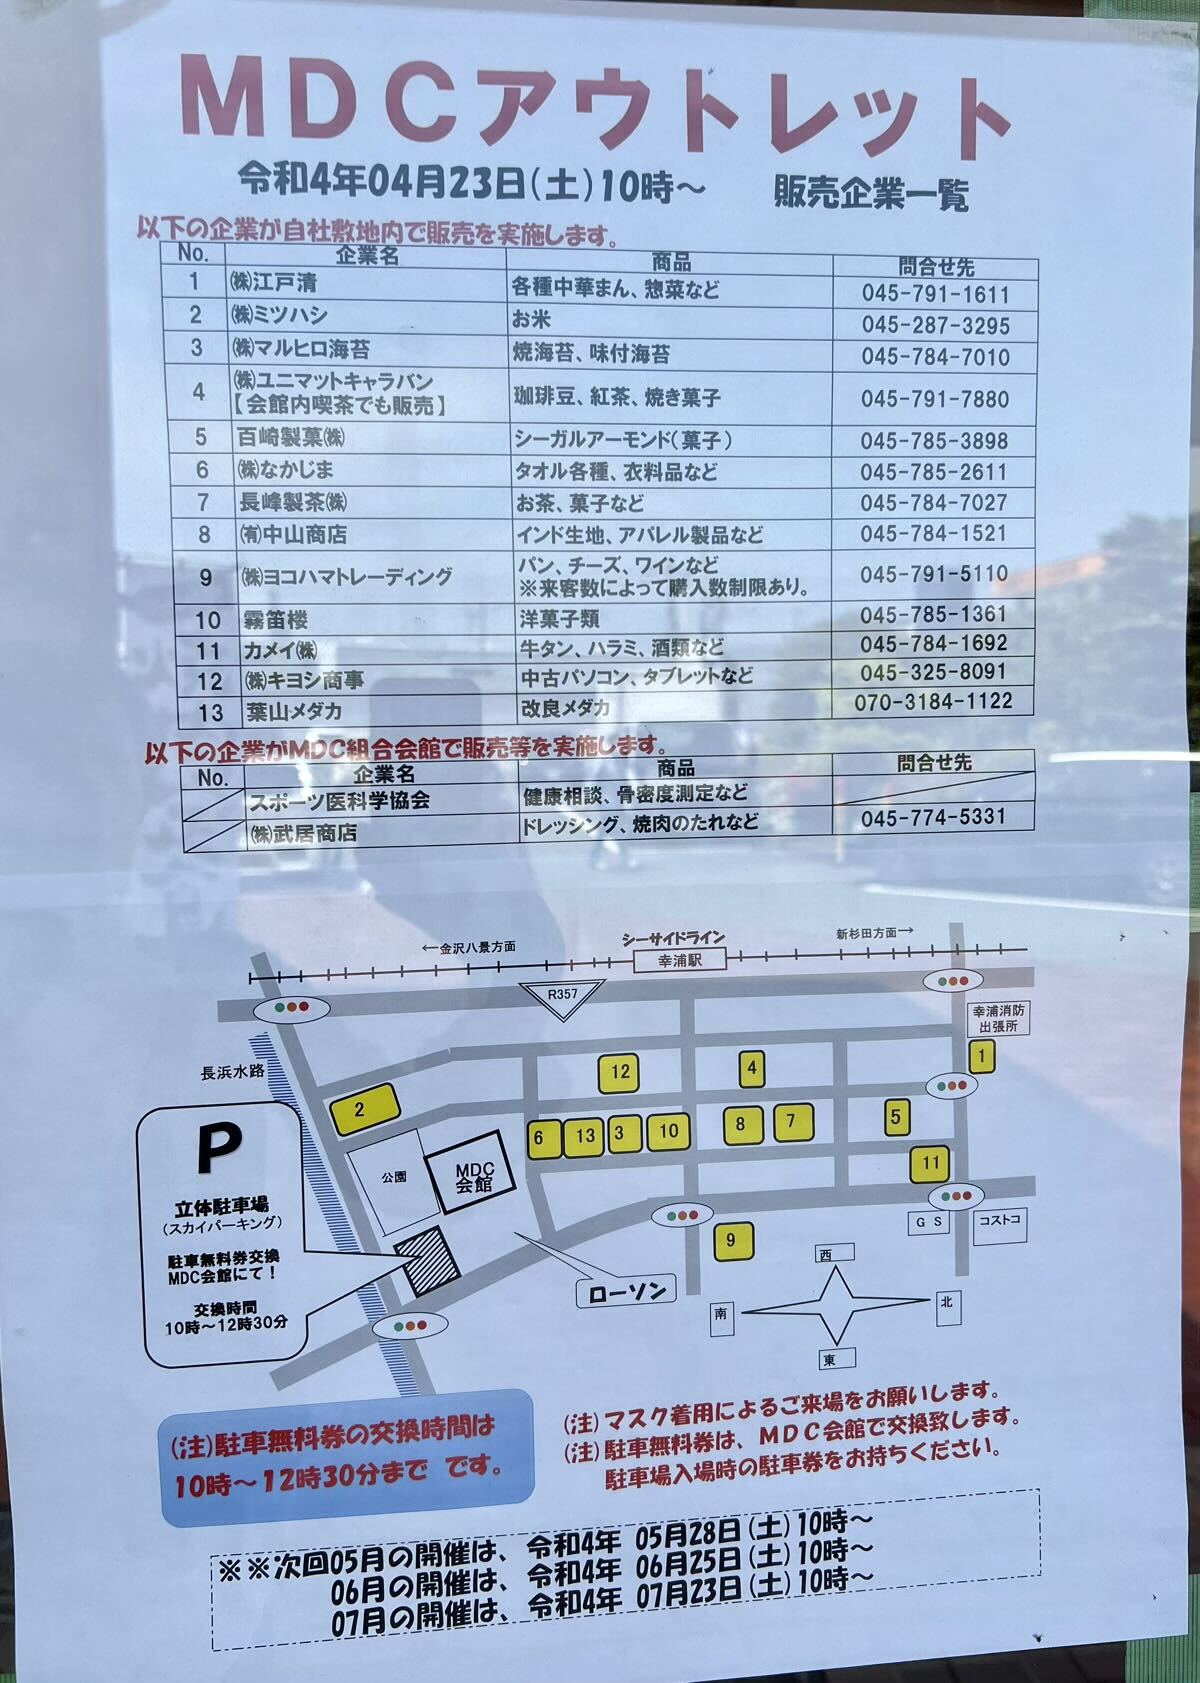 MDCアウトレット
令和4年04月23日(土)10時～ 販売企業一覧
以下の企業が自社敷地内で販売を実施します。
No. 企業名 商品 問合せ先
1 ㈱江戸清 各種中華まん、惣菜など 045-791-1611
2 ㈱ミツハシ お米 045-287-3295
3 ㈱マルヒロ海苔 焼海苔、味付海苔 045-784-7010
4 ㈱ユニマットキャラバン 珈琲豆、紅茶、焼き菓子 045-791-7880
【会館内喫茶でも販売】
5 百崎製菓㈱ シーガルアーモンド(菓子) 045-785-3898
6 ㈱なかじま タオル各種、衣料品など 045-785-2611
7 長峰製茶㈱ お茶、菓子など 045-784-7027
8 ㈲中山商店 インド生地、アパレル製品など 045-784-1521
9 ㈱ヨコハマトレーディング パン、チーズ、ワインなど 045-791-5110
※来客数によって購入数制限あり。
10 霧笛楼 洋菓子類 045-785-1361
11 カメイ㈱ 牛タン、ハラミ、酒類など 045-784-1692
12 ㈱キヨシ商事 中古パソコン、タブレットなど 045-325-8091
13 葉山メダカ 改良メダカ 070-3184-1122
以下の企業がMDC組合会館で販売等を実施します。
No. 企業名 商品 問合せ先
スポーツ医科学協会 健康相談、骨密度測定など
㈱武居商店 ドレッシング、焼肉のたれなど 045-774-5331
←金沢八景方面
シーサイドライン
幸浦駅
新杉田方面→
R357
幸浦消防
出張所
長浜水路
1
2
12
4
5
6
13
3
10
8
7
11
9
公園
MDC
会館
GS
コストコ
ローソン
西
南
北
東
P
立体駐車場
(スカイパーキング)
駐車無料券交換
MDC会館にて!
交換時間
10時～12時30分
(注)駐車無料券の交換時間は
10時～12時30分まで です。
(注)マスク着用によるご来場をお願いします。
(注)駐車無料券は、MDC会館で交換致します。
駐車場入場時の駐車券をお持ちください。
※※次回05月の開催は、令和4年 05月28日(土)10時～
06月の開催は、令和4年 06月25日(土)10時～
07月の開催は、令和4年 07月23日(土)10時～